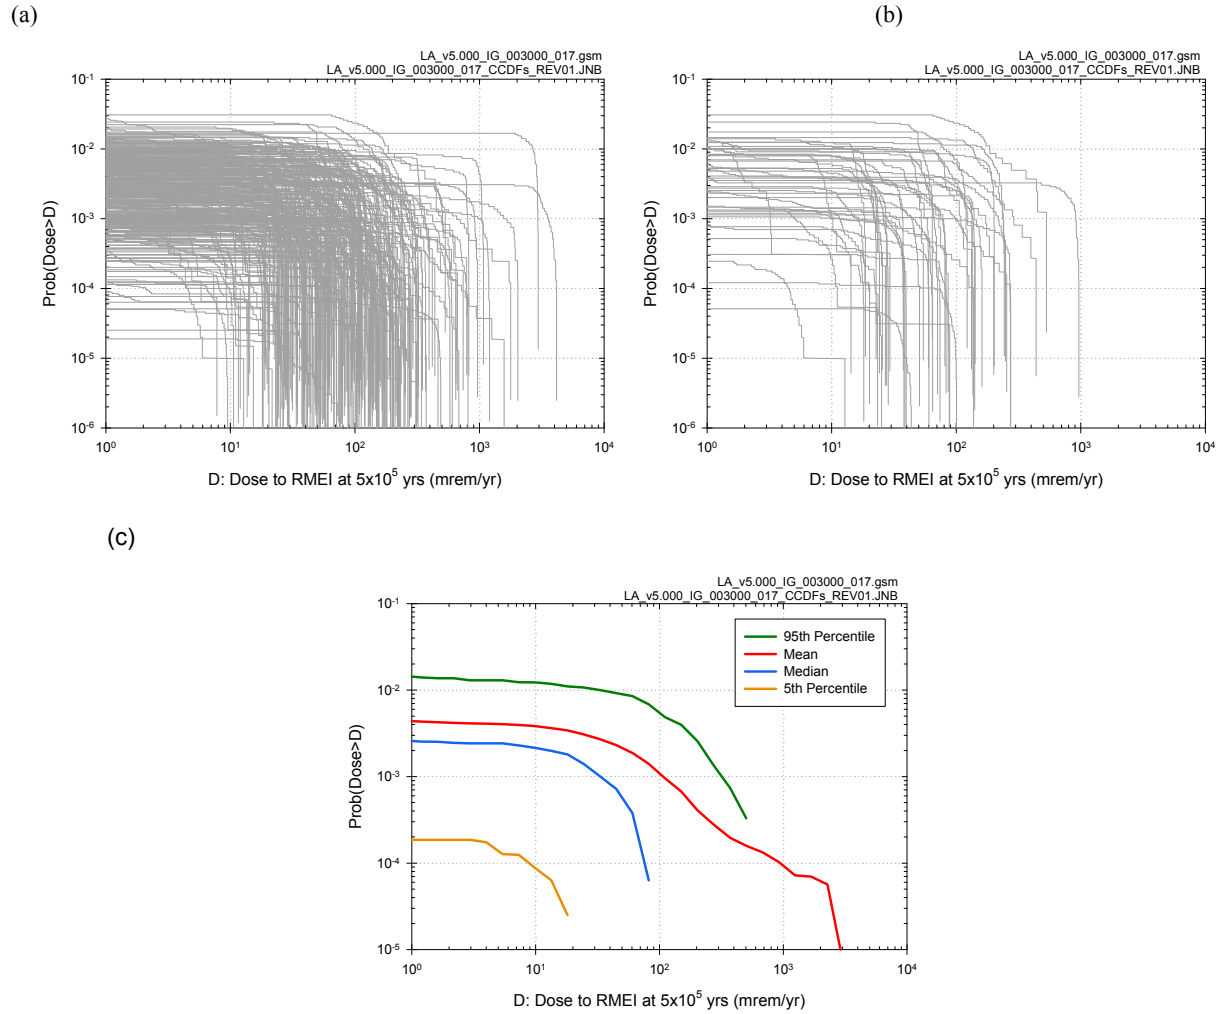 (a)
LA_v5.000_IG_003000_017.gsm
LA_v5.000_IG_003000_017_CCDFs_REV01.JNB
10⁻¹
10⁻²
10⁻³
10⁻⁴
10⁻⁵
10⁻⁶
Prob(Dose>D)
10⁰ 10¹ 10² 10³ 10⁴
D: Dose to RMEI at 5x10⁵ yrs (mrem/yr)
(b)
LA_v5.000_IG_003000_017.gsm
LA_v5.000_IG_003000_017_CCDFs_REV01.JNB
10⁻¹
10⁻²
10⁻³
10⁻⁴
10⁻⁵
10⁻⁶
Prob(Dose>D)
10⁰ 10¹ 10² 10³ 10⁴
D: Dose to RMEI at 5x10⁵ yrs (mrem/yr)
(c)
LA_v5.000_IG_003000_017.gsm
LA_v5.000_IG_003000_017_CCDFs_REV01.JNB
10⁻¹
10⁻²
10⁻³
10⁻⁴
10⁻⁵
Prob(Dose>D)
95th Percentile
Mean
Median
5th Percentile
10⁰ 10¹ 10² 10³ 10⁴
D: Dose to RMEI at 5x10⁵ yrs (mrem/yr)